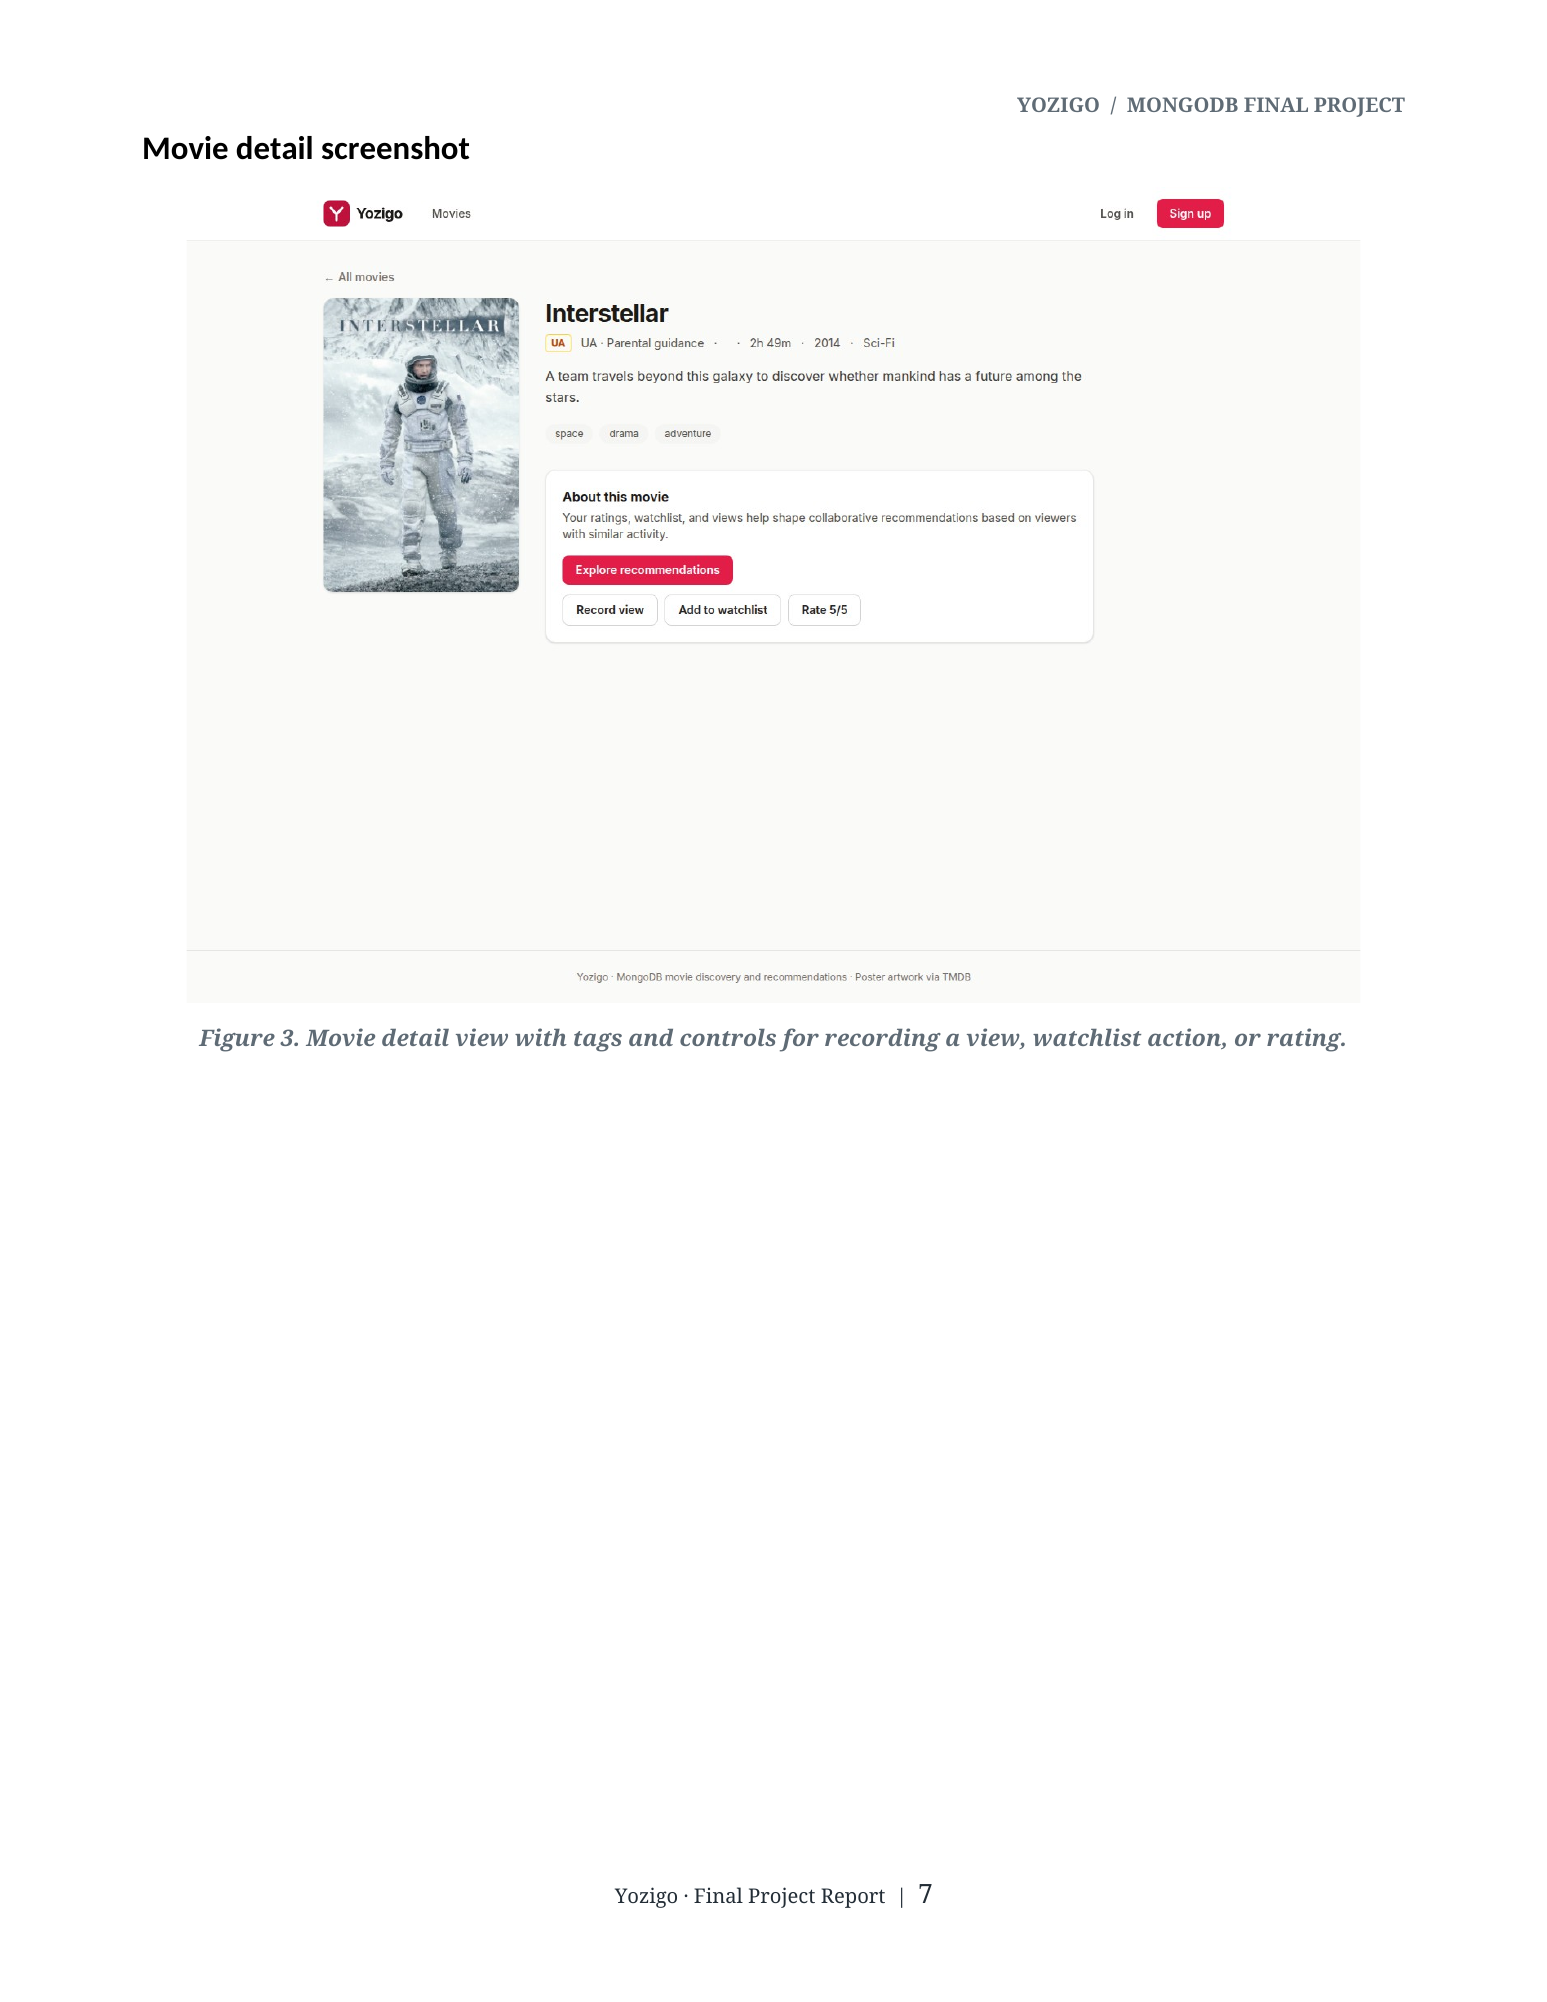 YOZIGO / MONGODB FINAL PROJECT
Movie detail screenshot
Yozigo Movies Log in Sign up
← All movies
INTERSTELLAR
Interstellar
UA UA · Parental guidance · · 2h 49m · 2014 · Sci-Fi
A team travels beyond this galaxy to discover whether mankind has a future among the
stars.
space drama adventure
About this movie
Your ratings, watchlist, and views help shape collaborative recommendations based on viewers
with similar activity.
Explore recommendations
Record view Add to watchlist Rate 5/5
Yozigo · MongoDB movie discovery and recommendations · Poster artwork via TMDB
Figure 3. Movie detail view with tags and controls for recording a view, watchlist action, or rating.
Yozigo · Final Project Report | 7